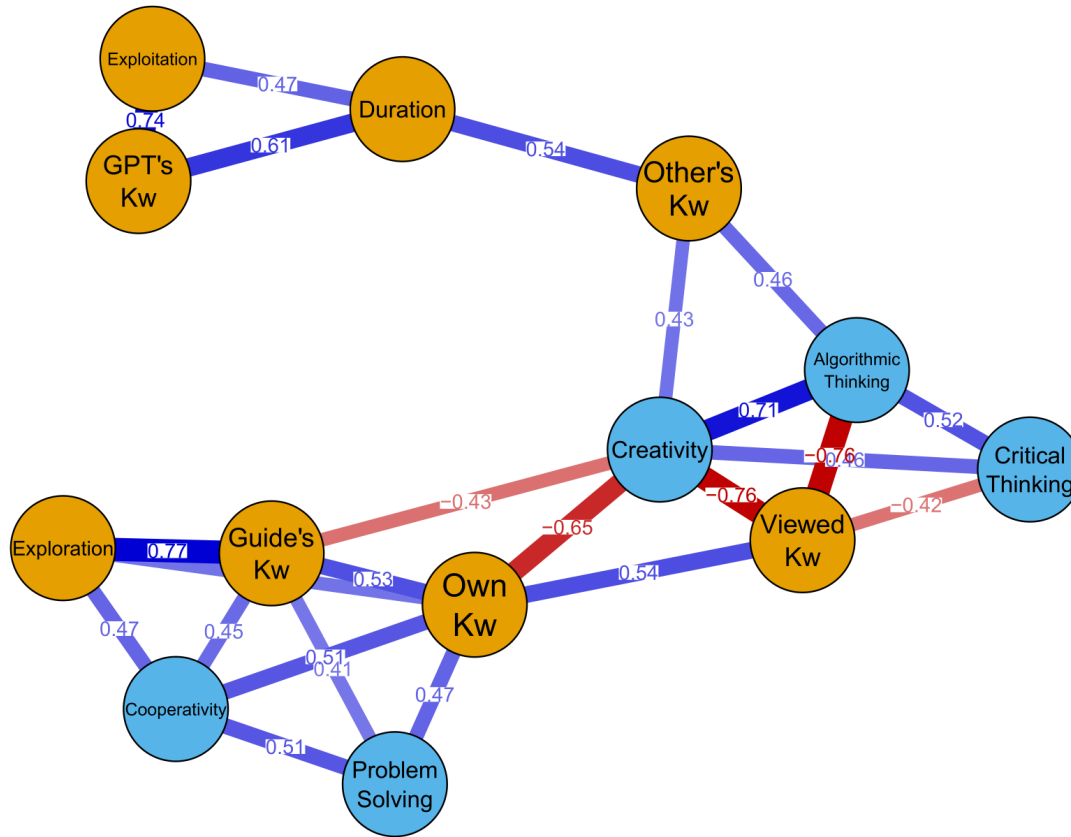 Exploitation
0.47
Duration
0.74
GPT's
Kw
0.61
0.54
Other's
Kw
0.46
0.43
Algorithmic
Thinking
0.71
0.52
Creativity
−0.76
0.46
Critical
Thinking
−0.43
−0.76
−0.42
−0.65
Viewed
Kw
Exploration
0.77
Guide's
Kw
0.53
0.54
Own
Kw
0.47
0.45
0.51
0.41
0.47
Cooperativity
0.51
Problem
Solving